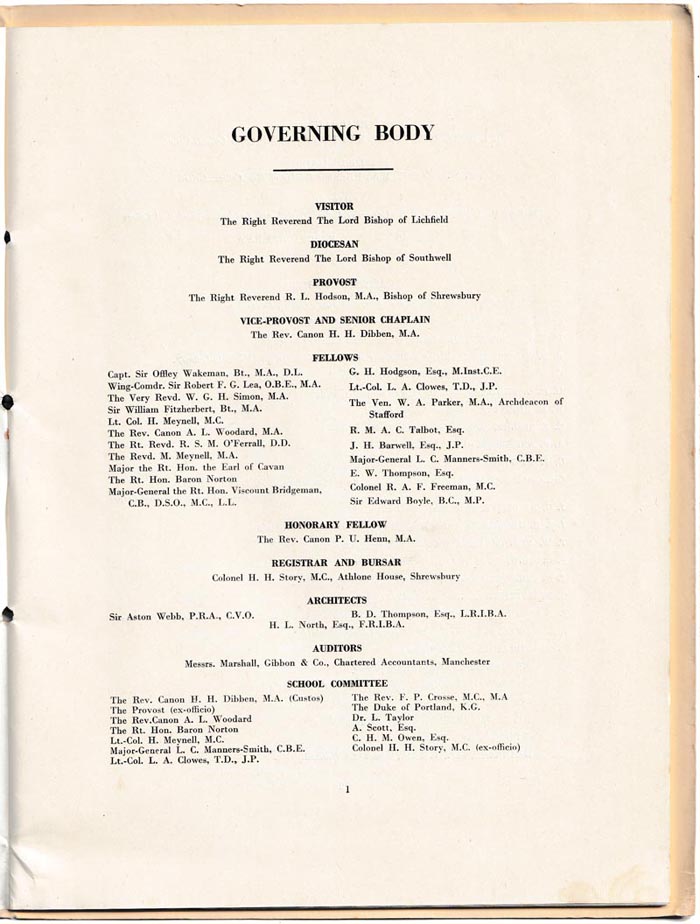 GOVERNING BODY
VISITOR
The Right Reverend The Lord Bishop of Lichfield
DIOCESAN
The Right Reverend The Lord Bishop of Southwell
PROVOST
The Right Reverend R. L. Hodson, M.A., Bishop of Shrewsbury
VICE-PROVOST AND SENIOR CHAPLAIN
The Rev. Canon H. H. Dibben, M.A.
FELLOWS
Capt. Sir Offley Wakeman, Bt., M.A., D.L.
Wing-Comdr. Sir Robert F. G. Lea, O.B.E., M.A.
The Very Revd. W. G. H. Simon, M.A.
Sir William Fitzherbert, Bt., M.A.
Lt. Col. H. Meynell, M.C.
The Rev. Canon A. L. Woodard, M.A.
The Rt. Revd. R. S. M. O'Ferrall, D.D.
The Revd. M. Meynell, M.A.
Major the Rt. Hon. the Earl of Cavan
The Rt. Hon. Baron Norton
Major-General the Rt. Hon. Viscount Bridgeman,
C.B., D.S.O., M.C., L.L.
G. H. Hodgson, Esq., M.Inst.C.E.
Lt.-Col. L. A. Clowes, T.D., J.P.
The Ven. W. A. Parker, M.A., Archdeacon of
Stafford
R. M. A. C. Talbot, Esq.
J. H. Barwell, Esq., J.P.
Major-General L. C. Manners-Smith, C.B.E.
E. W. Thompson, Esq.
Colonel R. A. F. Freeman, M.C.
Sir Edward Boyle, B.C., M.P.
HONORARY FELLOW
The Rev. Canon P. U. Henn, M.A.
REGISTRAR AND BURSAR
Colonel H. H. Story, M.C., Athlone House, Shrewsbury
ARCHITECTS
Sir Aston Webb, P.R.A., C.V.O.
B. D. Thompson, Esq., L.R.I.B.A.
H. L. North, Esq., F.R.I.B.A.
AUDITORS
Messrs. Marshall, Gibbon & Co., Chartered Accountants, Manchester
SCHOOL COMMITTEE
The Rev. Canon H. H. Dibben, M.A. (Custos)
The Provost (ex-officio)
The Rev.Canon A. L. Woodard
The Rt. Hon. Baron Norton
Lt.-Col. H. Meynell, M.C.
Major-General L. C. Manners-Smith, C.B.E.
Lt.-Col. L. A. Clowes, T.D., J.P.
The Rev. F. P. Crosse, M.C., M.A
The Duke of Portland, K.G.
Dr. L. Taylor
A. Scott, Esq.
C. H. M. Owen, Esq.
Colonel H. H. Story, M.C. (ex-officio)
1